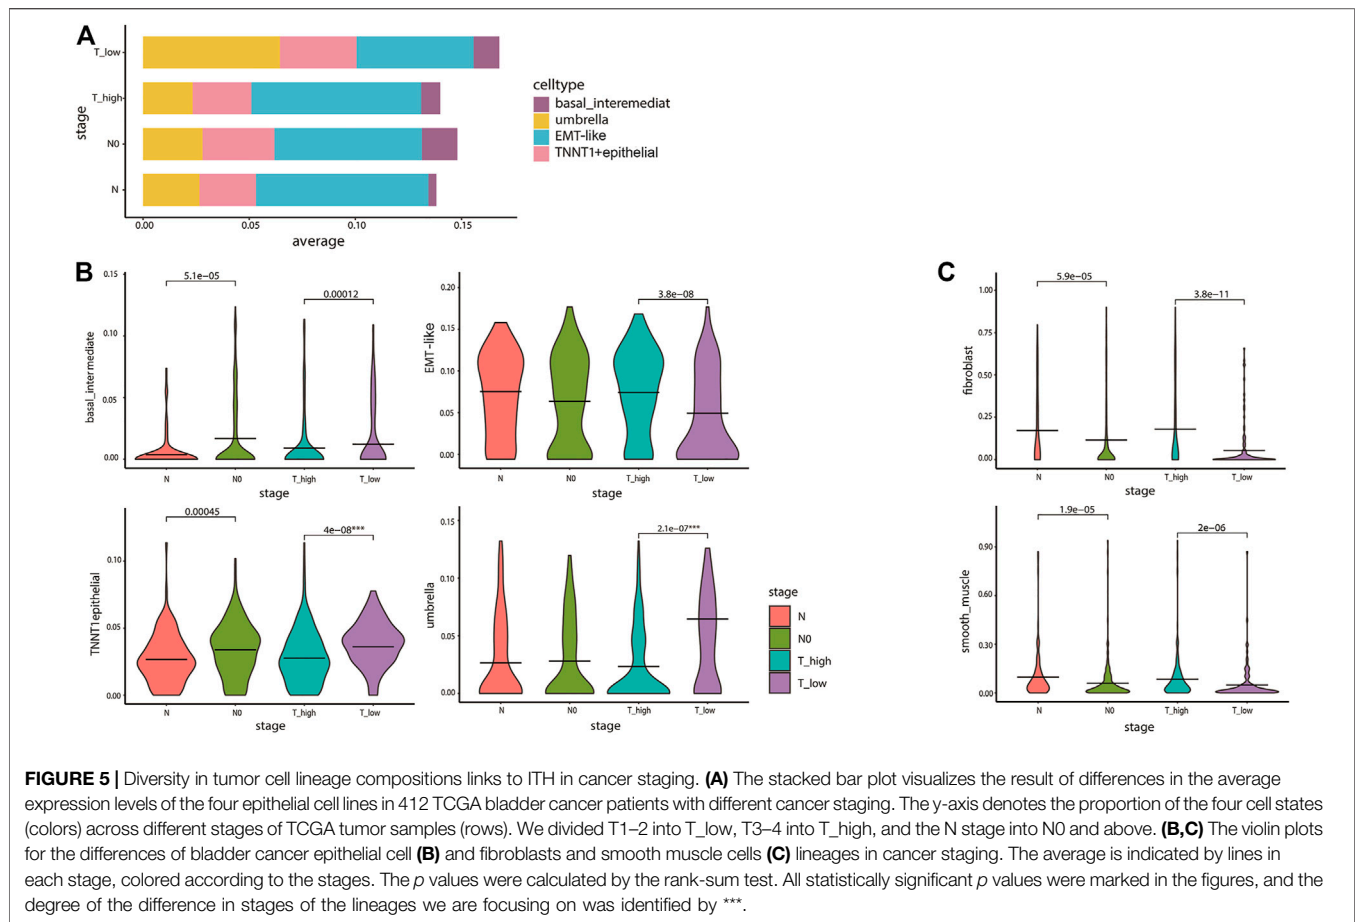 A
T_low
T_high
N0
N
stage
0.00
0.05
0.10
0.15
average
celltype
basal_interemediat
umbrella
EMT-like
TNNT1+epithelial
B
0.15
0.10
0.05
0.00
basal_intermediate
5.1e−05
0.00012
N
N0
T_high
T_low
stage
0.20
0.15
0.10
0.05
0.00
EMT-like
3.8e−08
N
N0
T_high
T_low
stage
0.10
0.05
0.00
TNNT1epithelial
0.00045
4e−08***
N
N0
T_high
T_low
stage
0.15
0.10
0.05
0.00
umbrella
2.1e−07***
N
N0
T_high
T_low
stage
stage
N
N0
T_high
T_low
C
1.00
0.75
0.50
0.25
0.00
fibroblast
5.9e−05
3.8e−11
N
N0
T_high
T_low
stage
0.90
0.60
0.30
0.00
smooth_muscle
1.9e−05
2e−06
N
N0
T_high
T_low
stage
FIGURE 5 | Diversity in tumor cell lineage compositions links to ITH in cancer staging. (A) The stacked bar plot visualizes the result of differences in the average
expression levels of the four epithelial cell lines in 412 TCGA bladder cancer patients with different cancer staging. The y-axis denotes the proportion of the four cell states
(colors) across different stages of TCGA tumor samples (rows). We divided T1–2 into T_low, T3–4 into T_high, and the N stage into N0 and above. (B,C) The violin plots
for the differences of bladder cancer epithelial cell (B) and fibroblasts and smooth muscle cells (C) lineages in cancer staging. The average is indicated by lines in
each stage, colored according to the stages. The p values were calculated by the rank-sum test. All statistically significant p values were marked in the figures, and the
degree of the difference in stages of the lineages we are focusing on was identified by ***.